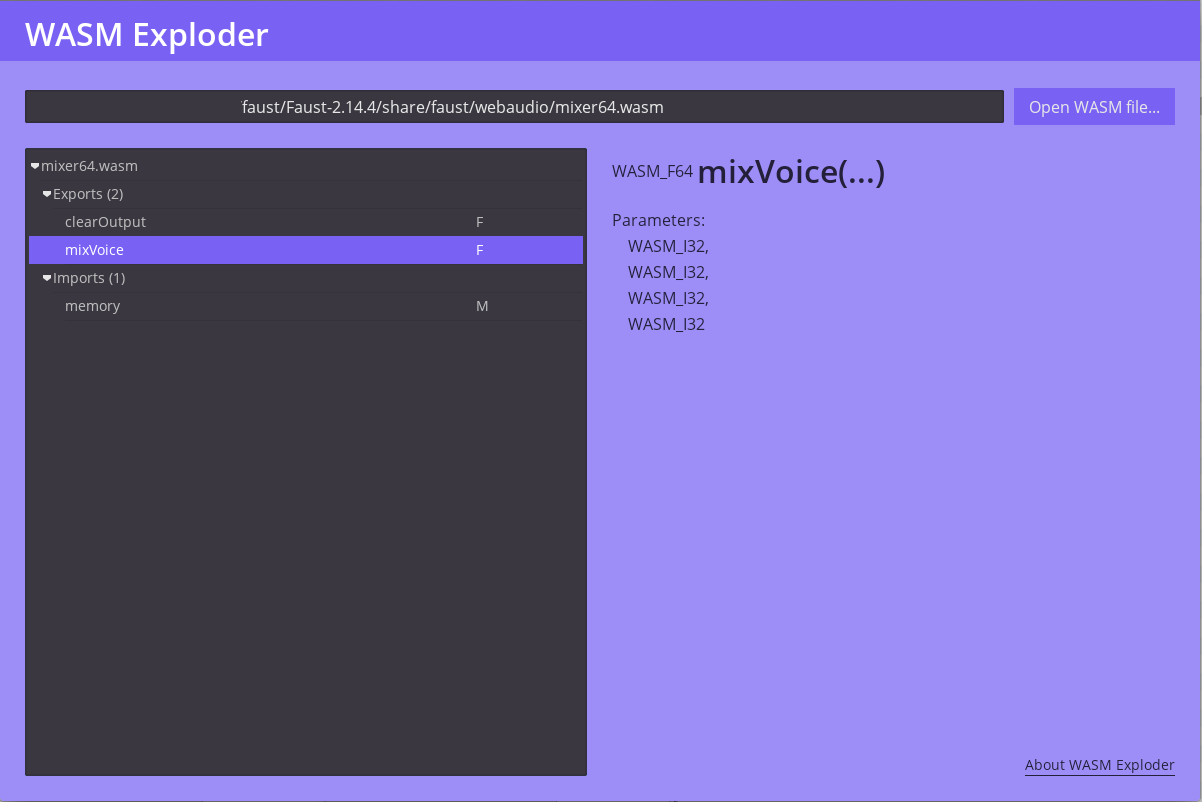 WASM Exploder
faust/Faust-2.14.4/share/faust/webaudio/mixer64.wasm
Open WASM file...
mixer64.wasm
Exports (2)
clearOutput F
mixVoice F
Imports (1)
memory M
WASM_F64 mixVoice(...)
Parameters:
WASM_I32,
WASM_I32,
WASM_I32,
WASM_I32
About WASM Exploder